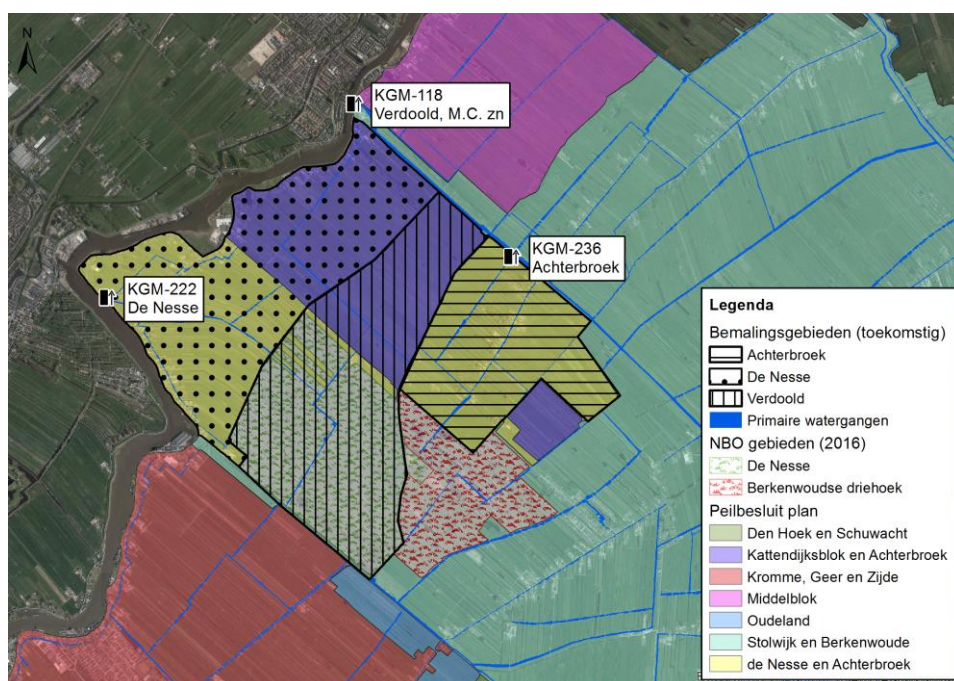 N
KGM-118
Verdoold, M.C. zn
KGM-236
Achterbroek
KGM-222
De Nesse
Legenda
Bemalingsgebieden (toekomstig)
Achterbroek
De Nesse
Verdoold
Primaire watergangen
NBO gebieden (2016)
De Nesse
Berkenwoudse driehoek
Peilbesluit plan
Den Hoek en Schuwacht
Kattendijksblok en Achterbroek
Kromme, Geer en Zijde
Middelblok
Oudeland
Stolwijk en Berkenwoude
de Nesse en Achterbroek